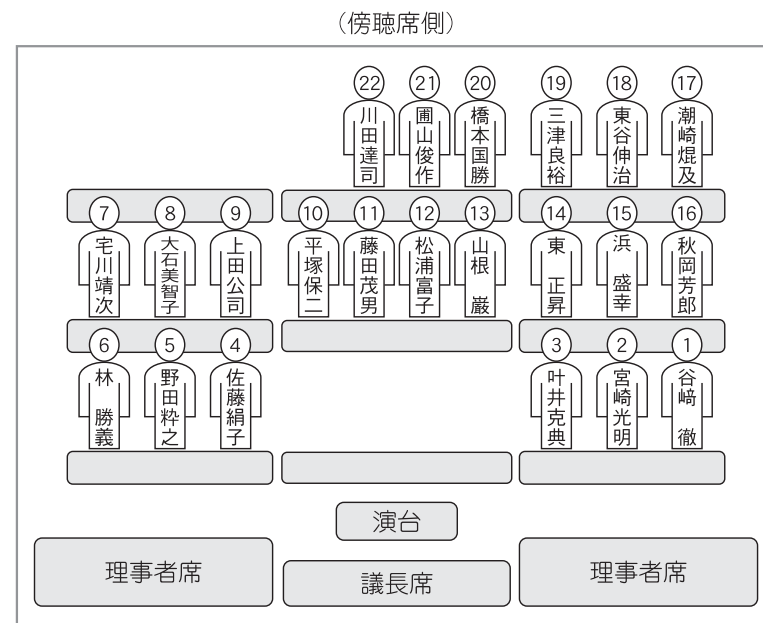 （傍聴席側）
22 川田達司
21 圃山俊作
20 橋本国勝
19 三津良裕
18 東谷伸治
17 潮崎焜及
7 宅川靖次
8 大石美智子
9 上田公司
10 平塚保二
11 藤田茂男
12 松浦富子
13 山根 巌
14 東 正昇
15 浜 盛幸
16 秋岡芳郎
6 林 勝義
5 野田粋之
4 佐藤絹子
3 叶井克典
2 宮崎光明
1 谷﨑 徹
演台
理事者席
議長席
理事者席